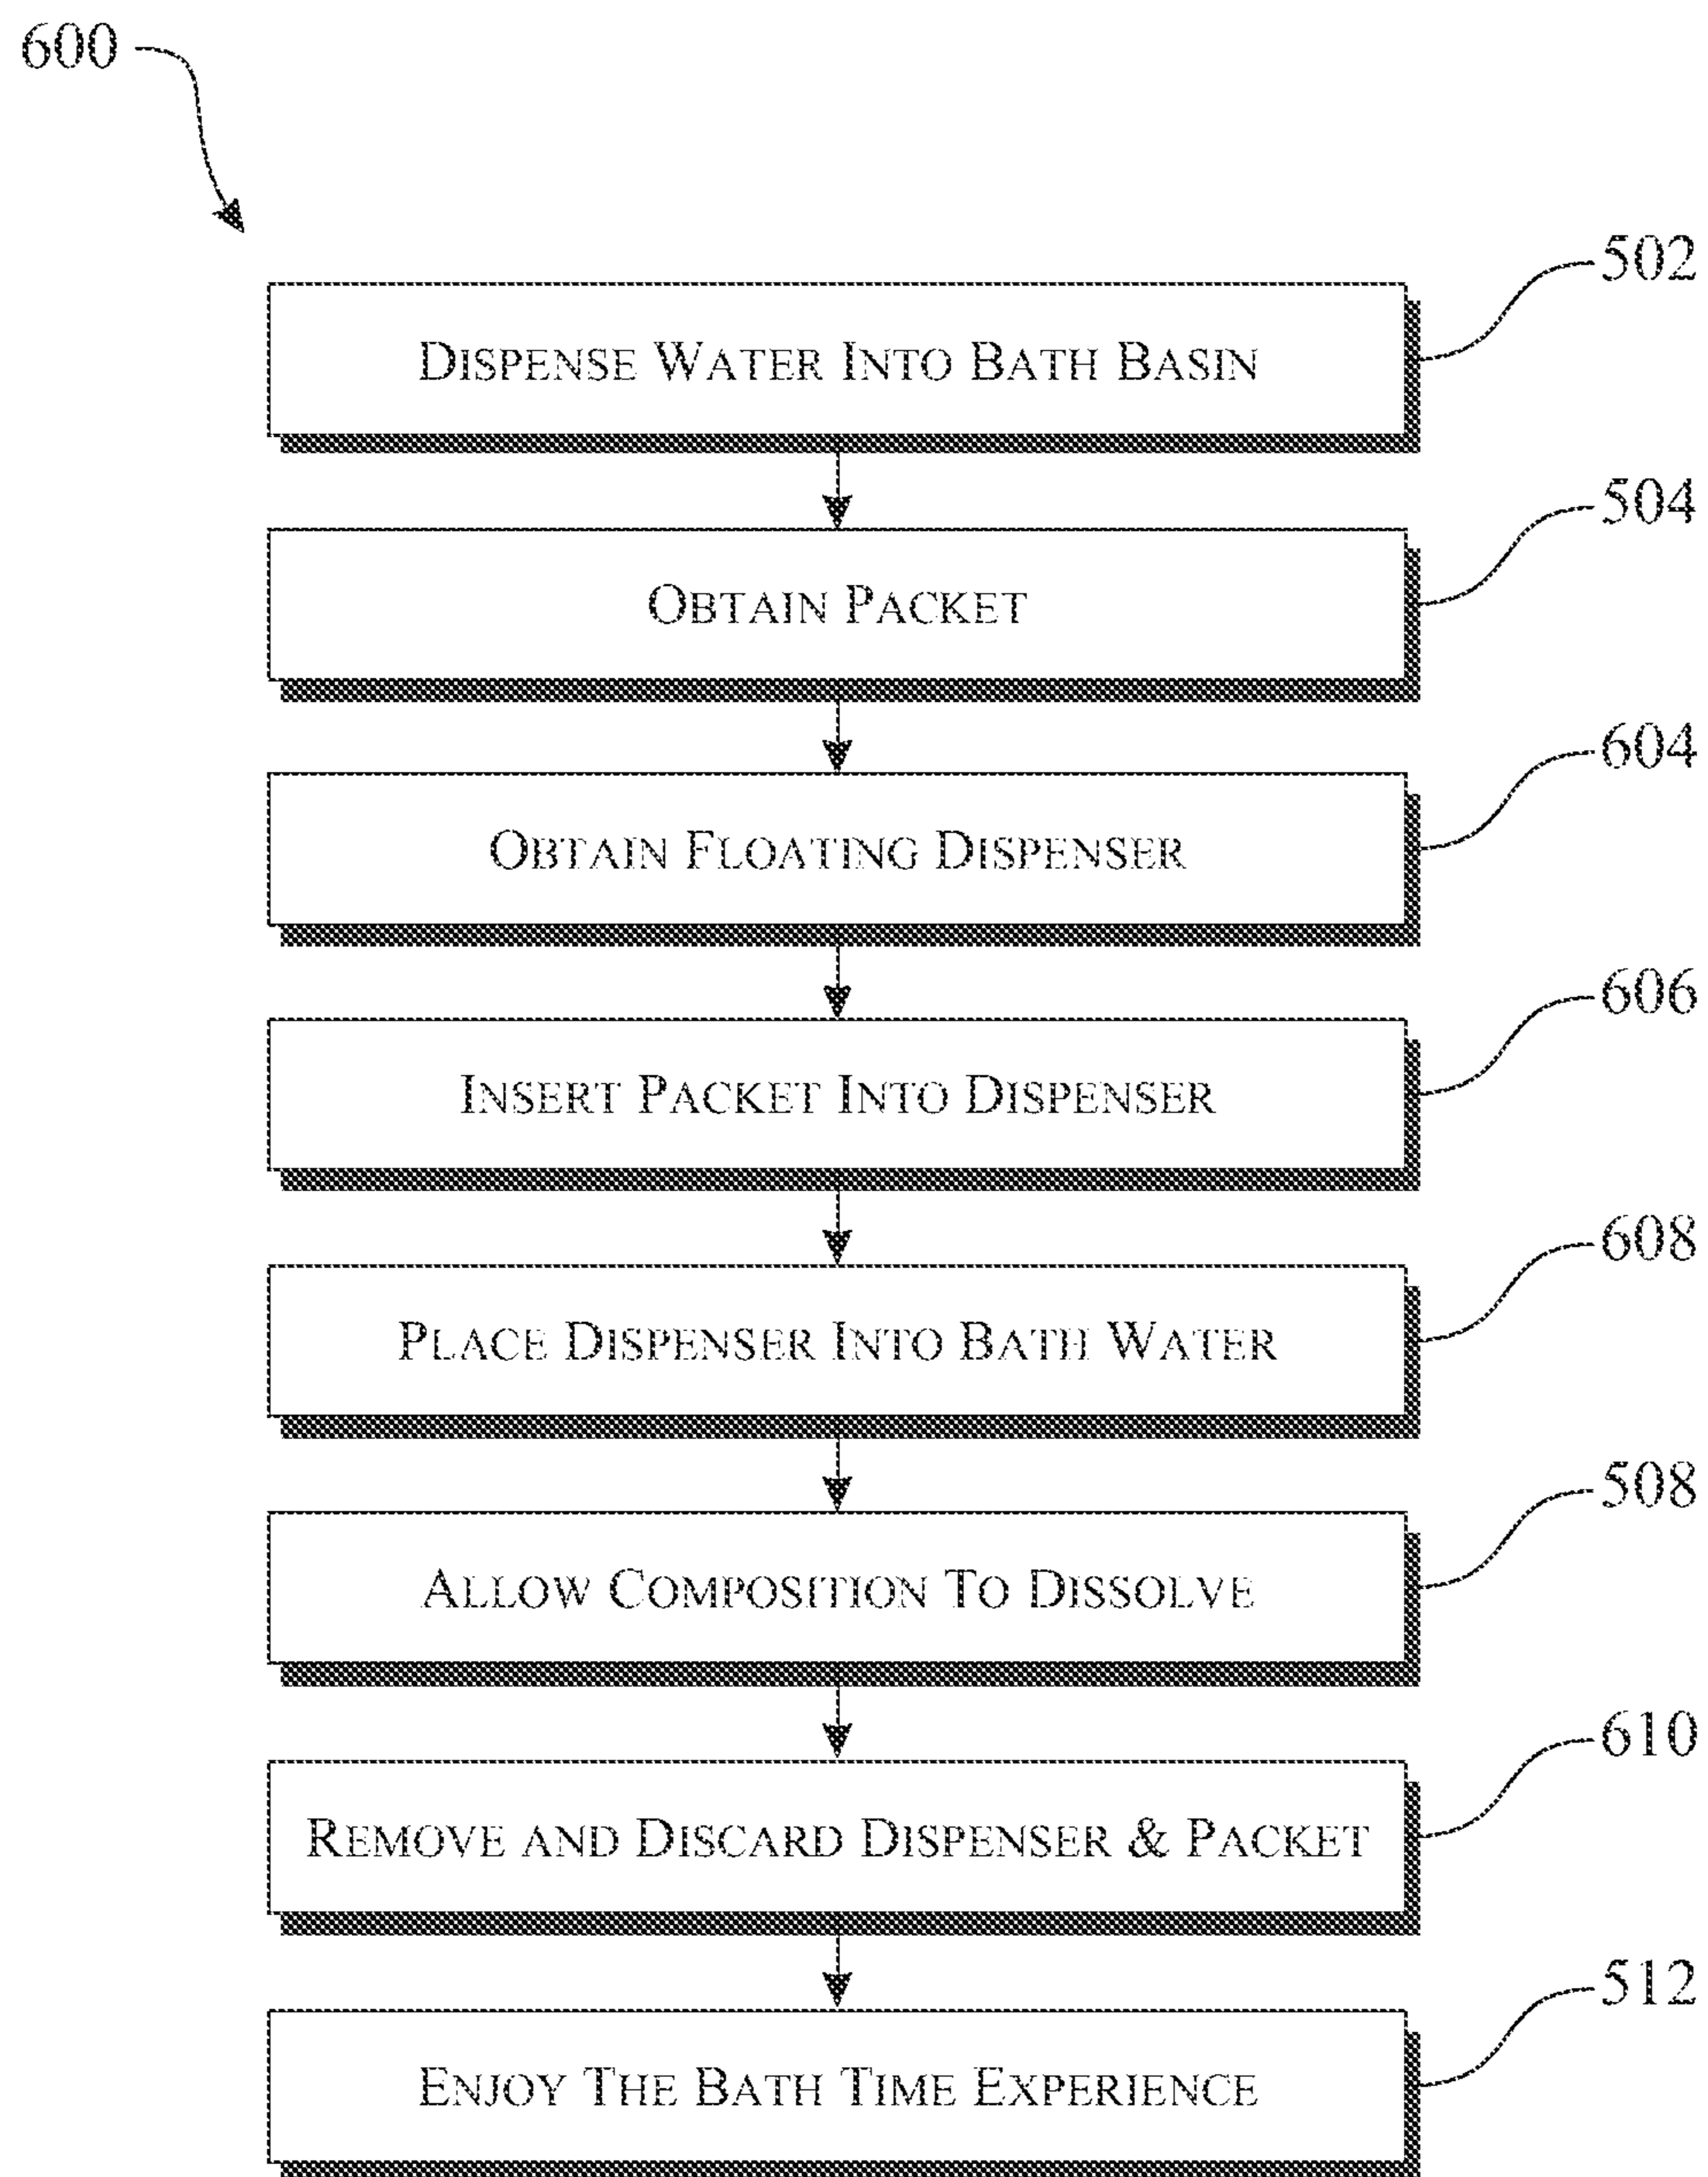 600
502
DISPENSE WATER INTO BATH BASIN
504
OBTAIN PACKET
604
OBTAIN FLOATING DISPENSER
606
INSERT PACKET INTO DISPENSER
608
PLACE DISPENSER INTO BATH WATER
508
ALLOW COMPOSITION TO DISSOLVE
610
REMOVE AND DISCARD DISPENSER & PACKET
512
ENJOY THE BATH TIME EXPERIENCE